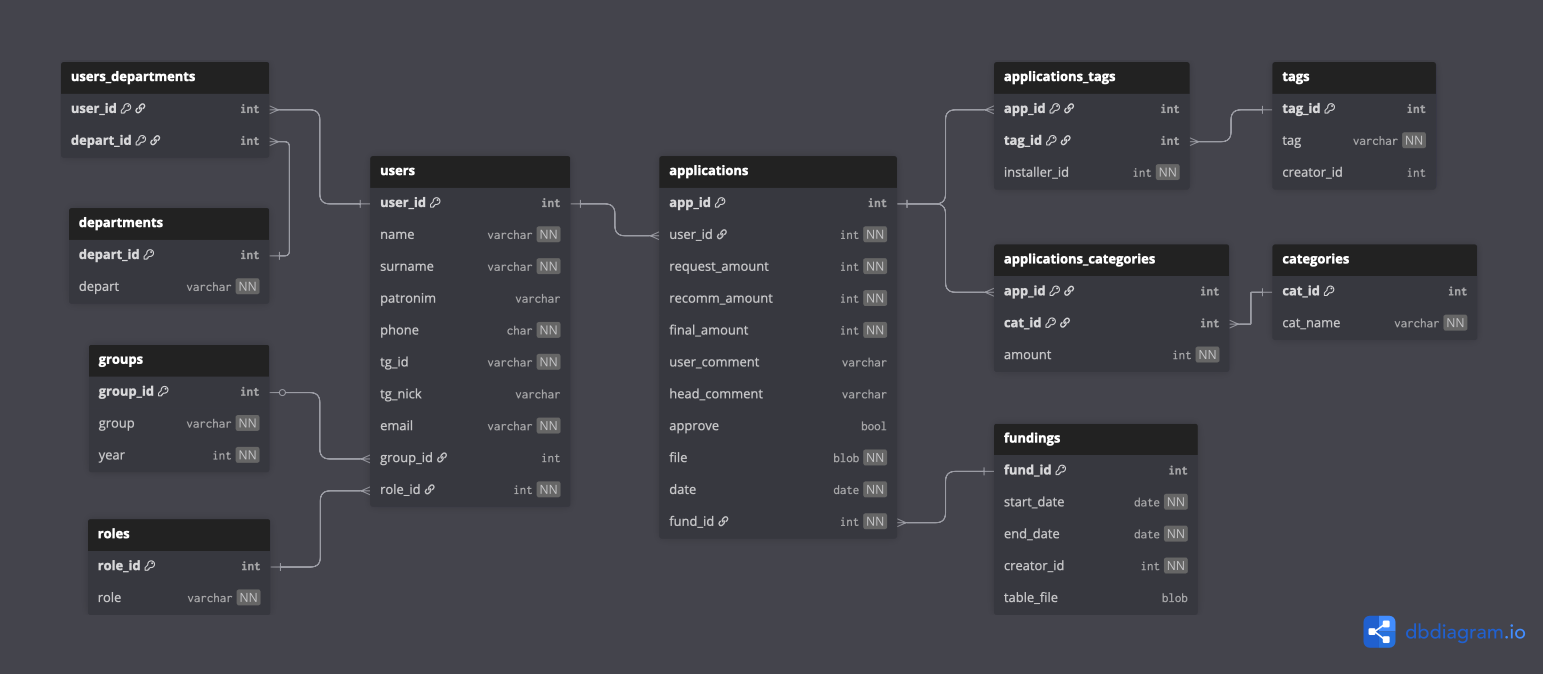 users_departments
user_id int
depart_id int
departments
depart_id int
depart varchar NN
groups
group_id int
group varchar NN
year int NN
roles
role_id int
role varchar NN
users
user_id int
name varchar NN
surname varchar NN
patronim varchar
phone char NN
tg_id varchar NN
tg_nick varchar
email varchar NN
group_id int
role_id int NN
applications
app_id int
user_id int NN
request_amount int NN
recomm_amount int NN
final_amount int NN
user_comment varchar
head_comment varchar
approve bool
file blob NN
date date NN
fund_id int NN
applications_tags
app_id int
tag_id int
installer_id int NN
tags
tag_id int
tag varchar NN
creator_id int
applications_categories
app_id int
cat_id int
amount int NN
categories
cat_id int
cat_name varchar NN
fundings
fund_id int
start_date date NN
end_date date NN
creator_id int NN
table_file blob
dbdiagram.io